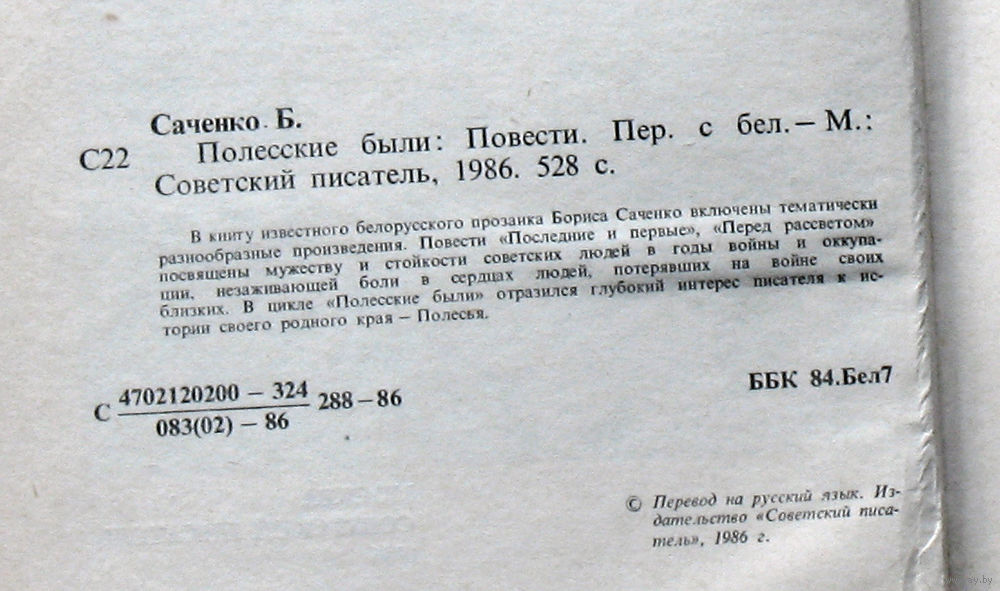 Саченко Б.
С22 Полесские были: Повести. Пер. с бел. — М.:
Советский писатель, 1986. 528 с.
В книгу известного белорусского прозаика Бориса Саченко включены тематически
разнообразные произведения. Повести «Последние и первые», «Перед рассветом»
посвящены мужеству и стойкости советских людей в годы войны и оккупа-
ции, незаживающей боли в сердцах людей, потерявших на войне своих
близких. В цикле «Полесские были» отразился глубокий интерес писателя к ис-
тории своего родного края — Полесья.
С 4702120200 — 324 288—86
083(02) — 86
ББК 84.Бел7
© Перевод на русский язык. Из-
дательство «Советский писа-
тель», 1986 г.